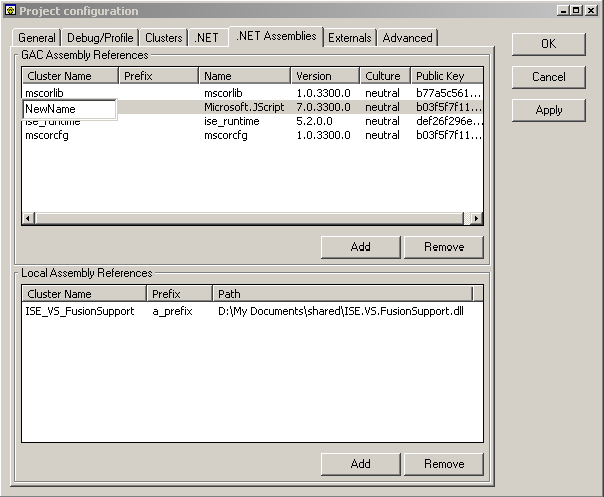 Project configuration
General Debug/Profile Clusters .NET .NET Assemblies Externals Advanced
OK
Cancel
Apply
GAC Assembly References
Cluster Name Prefix Name Version Culture Public Key
mscorlib mscorlib 1.0.3300.0 neutral b77a5c561...
NewName Microsoft.JScript 7.0.3300.0 neutral b03f5f7f11...
ise_runtime ise_runtime 5.2.0.0 neutral def26f296e...
mscorcfg mscorcfg 1.0.3300.0 neutral b03f5f7f11...
Add Remove
Local Assembly References
Cluster Name Prefix Path
ISE_VS_FusionSupport a_prefix D:\My Documents\shared\ISE.VS.FusionSupport.dll
Add Remove